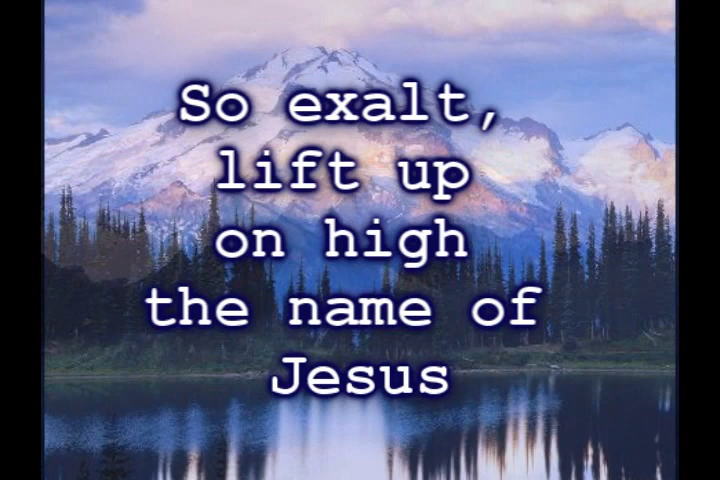 So exalt,
lift up
on high
the name of
Jesus